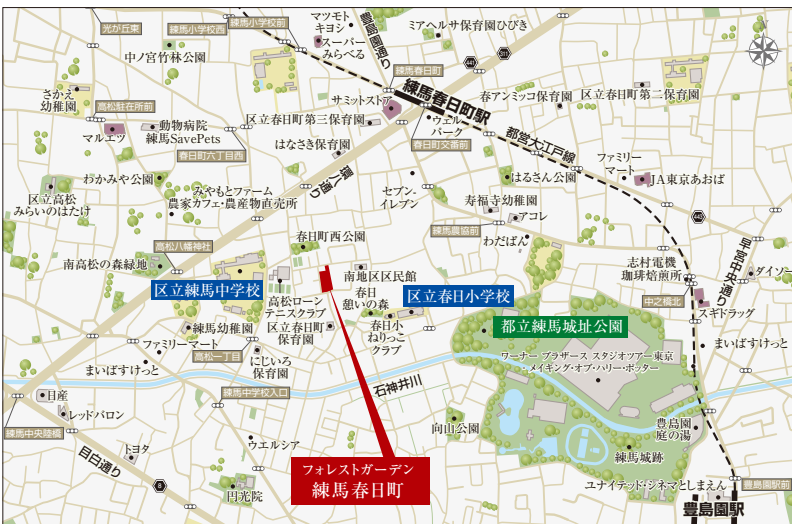 光が丘東
練馬小学校西
練馬小学校前
マツモト
キヨシ
スーパー
みらべる
豊島園通り
ミアヘルサ保育園ひびき
中ノ宮竹林公園
練馬春日町
441
N
さかえ
幼稚園
高松駐在所前
サミットストア
練馬春日町駅
春アンミッコ保育園
区立春日町第二保育園
マルエツ
動物病院
練馬SavePets
区立春日町第三保育園
ウェル
パーク
春日町六丁目西
春日町交番前
はなさき保育園
都営大江戸線
ファミリー
マート
JA東京あおば
わかみや公園
環八通り
はるさん公園
区立高松
みらいのはたけ
みやもとファーム
農家カフェ・農産物直売所
セブン-
イレブン
寿福寺幼稚園
アコレ
442
高松八幡神社
春日町西公園
練馬農協前
わだぱん
早宮中央通り
南高松の森緑地
区立練馬中学校
南地区区民館
志村電機
珈琲焙煎所
ダイソー
高松ローン
テニスクラブ
春日
憩いの森
区立春日小学校
中之橋北
スギドラッグ
練馬幼稚園
区立春日町
保育園
春日小
ねりっこ
クラブ
都立練馬城址公園
ファミリーマート
高松一丁目
にじいろ
保育園
まいばすけっと
まいばすけっと
ワーナー ブラザース スタジオツアー東京
‐メイキング・オブ・ハリー・ポッター
石神井川
日産
練馬中学校入口
レッドバロン
練馬中央陸橋
向山公園
豊島園
庭の湯
トヨタ
ウエルシア
目白通り
8
フォレストガーデン
練馬春日町
練馬城跡
円光院
ユナイテッド・シネマとしまえん
豊島園駅前
豊島園駅